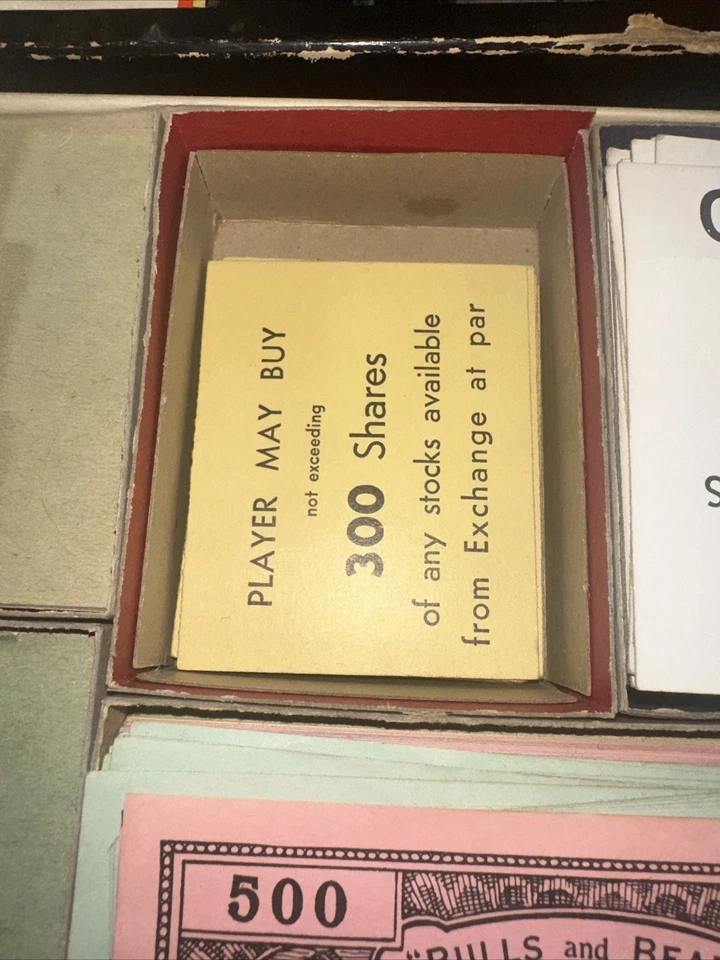 PLAYER MAY BUY
not exceeding
300 Shares
of any stocks available
from Exchange at par
500
"BULLS and